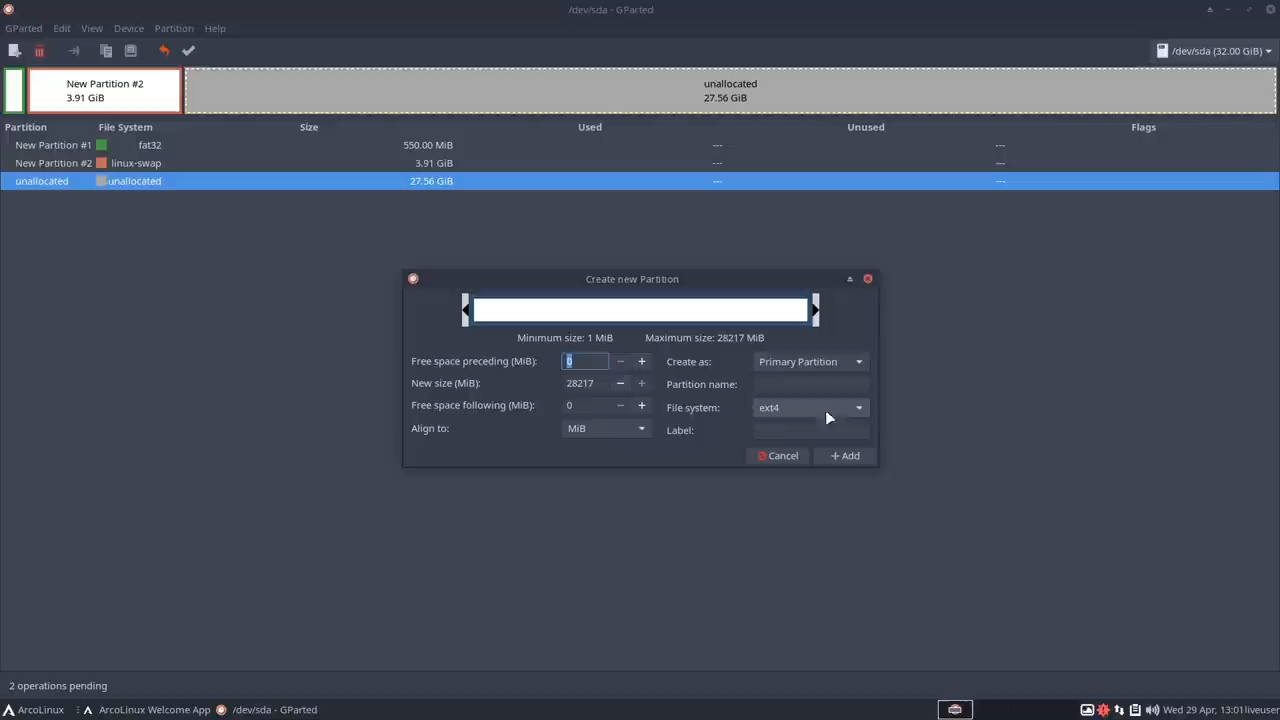 /dev/sda - GParted
GParted Edit View Device Partition Help
/dev/sda (32.00 GiB)
New Partition #2
3.91 GiB
unallocated
27.56 GiB
Partition File System Size Used Unused Flags
New Partition #1 fat32 550.00 MiB --- ---
New Partition #2 linux-swap 3.91 GiB --- ---
unallocated unallocated 27.56 GiB --- ---
Create new Partition
Minimum size: 1 MiB Maximum size: 28217 MiB
Free space preceding (MiB): 0 Create as: Primary Partition
New size (MiB): 28217 Partition name:
Free space following (MiB): 0 File system: ext4
Align to: MiB Label:
Cancel Add
2 operations pending
ArcoLinux ArcoLinux Welcome App /dev/sda - GParted Wed 29 Apr, 13:01 liveuser